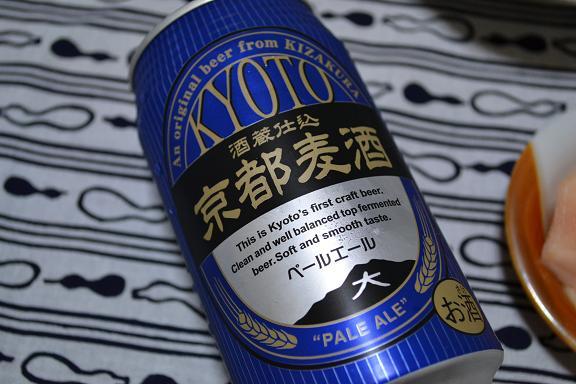 An original beer from KIZAKURA
KYOTO
酒蔵仕込
京都麦酒
This is Kyoto's first craft beer.
Clean and well balanced top fermented
beer. Soft and smooth taste.
ペールエール
大
"PALE ALE"
お酒